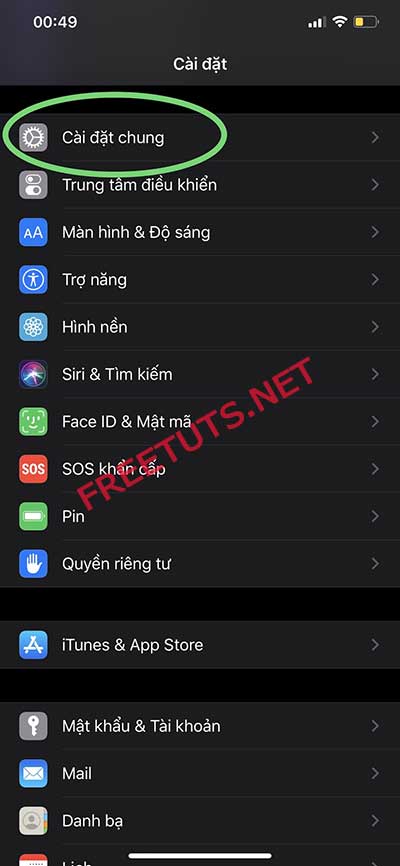 00:49
Cài đặt
Cài đặt chung
Trung tâm điều khiển
AA Màn hình & Độ sáng
Trợ năng
Hình nền
Siri & Tìm kiếm
Face ID & Mật mã
SOS SOS khẩn cấp
Pin
Quyền riêng tư
iTunes & App Store
Mật khẩu & Tài khoản
Mail
Danh bạ
Lịch
FREETUTS.NET